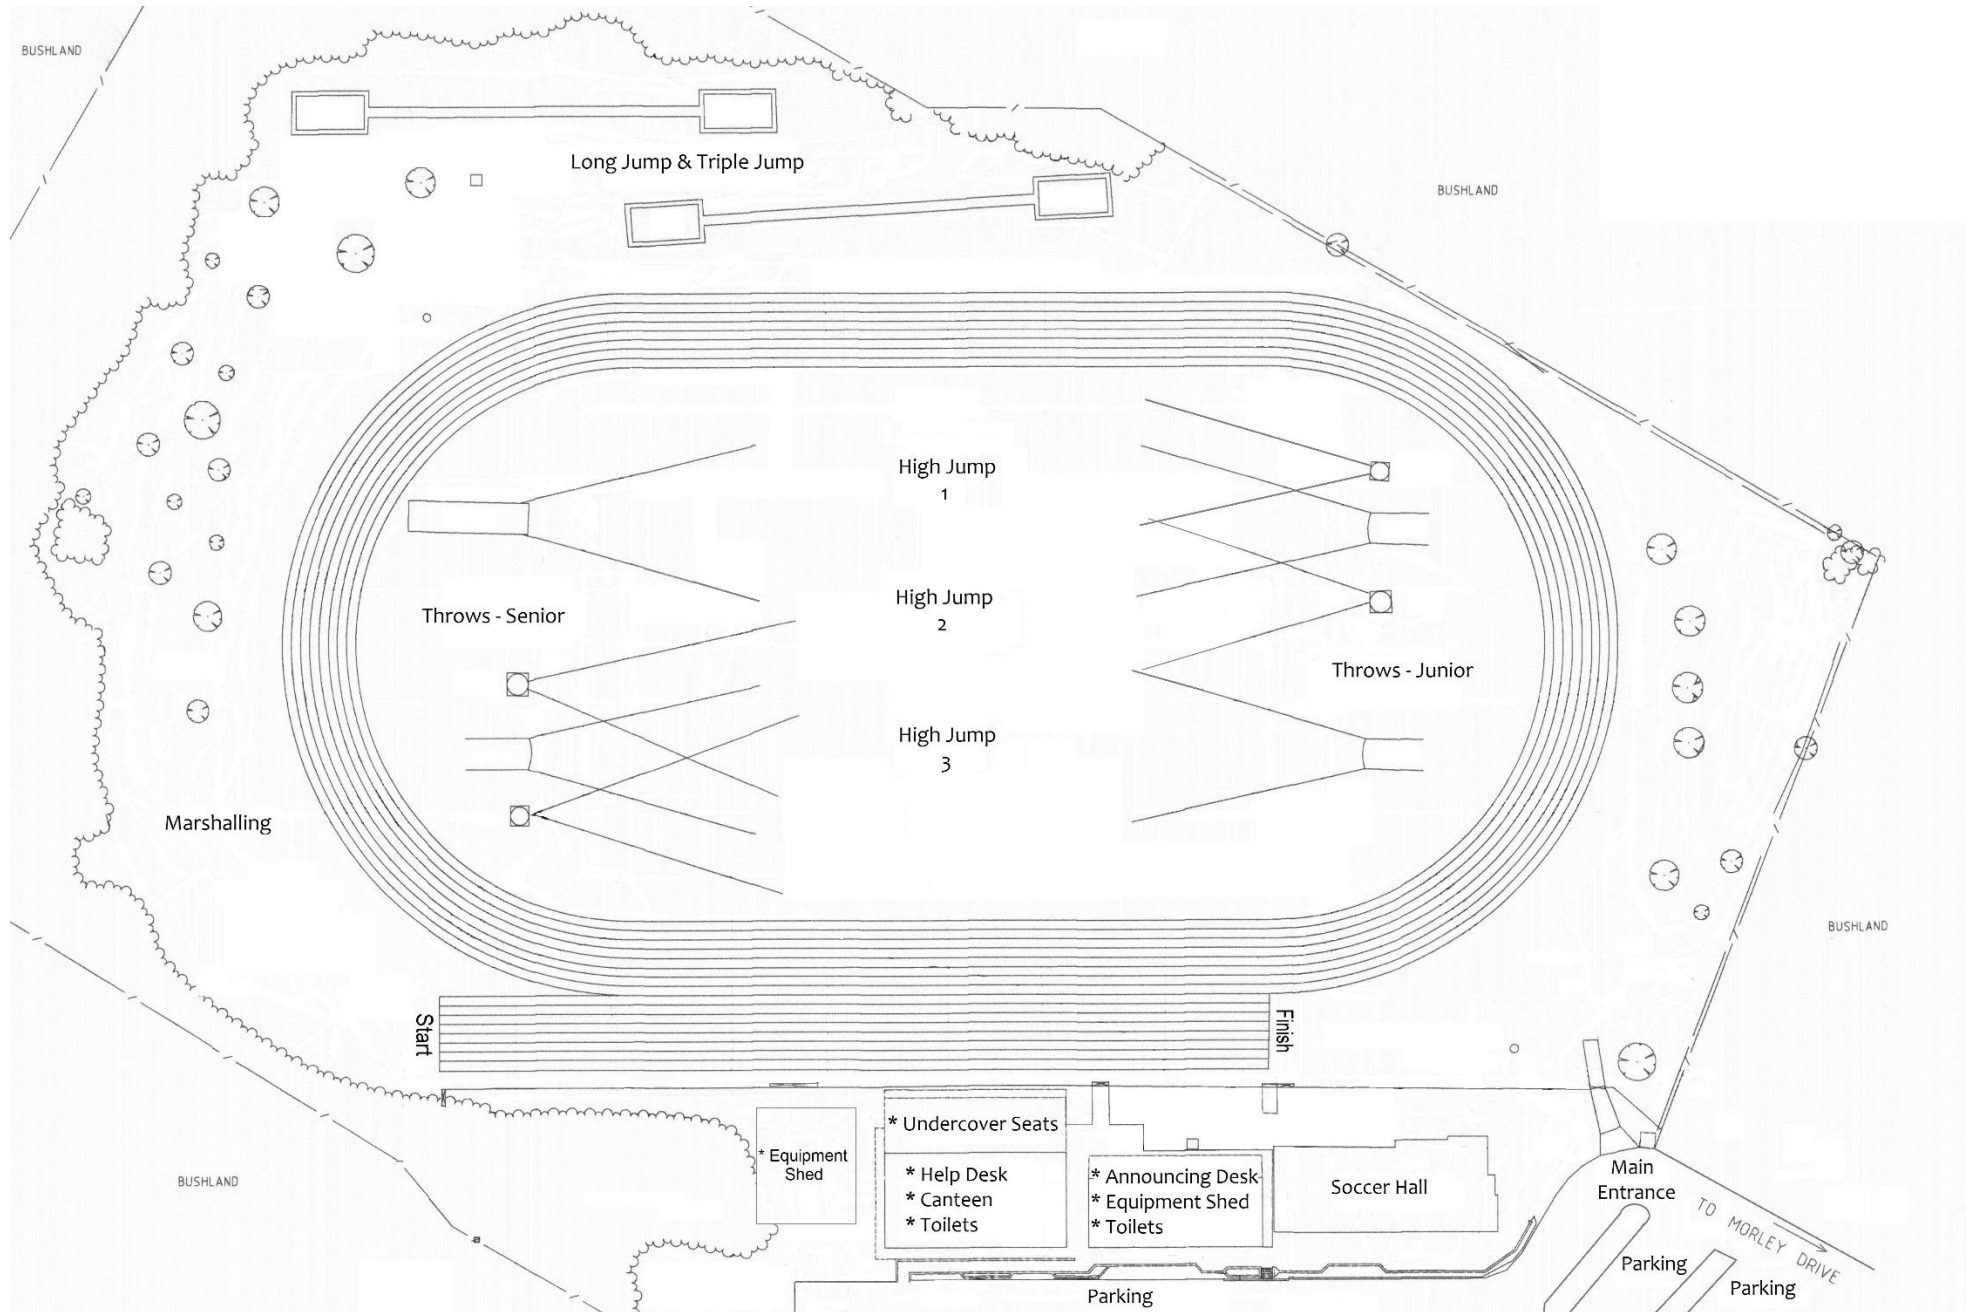 BUSHLAND
Long Jump & Triple Jump
BUSHLAND
High Jump
1
High Jump
2
Throws - Senior
Throws - Junior
High Jump
3
Marshalling
BUSHLAND
Start
Finish
* Undercover Seats
* Equipment
Shed
* Help Desk
* Canteen
* Toilets
* Announcing Desk
* Equipment Shed
* Toilets
Soccer Hall
Main
Entrance
BUSHLAND
TO MORLEY DRIVE
Parking
Parking
Parking